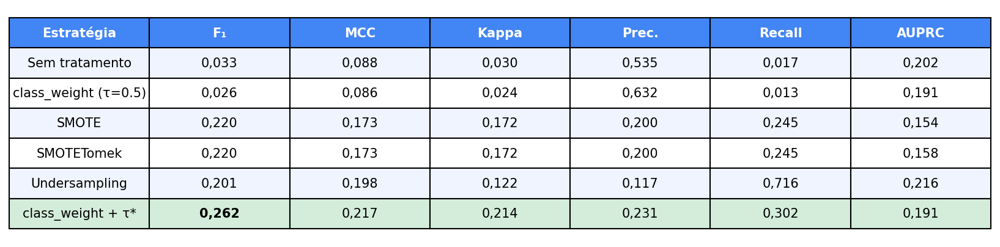 Estratégia F₁ MCC Kappa Prec. Recall AUPRC
Sem tratamento 0,033 0,088 0,030 0,535 0,017 0,202
class_weight (τ=0.5) 0,026 0,086 0,024 0,632 0,013 0,191
SMOTE 0,220 0,173 0,172 0,200 0,245 0,154
SMOTETomek 0,220 0,173 0,172 0,200 0,245 0,158
Undersampling 0,201 0,198 0,122 0,117 0,716 0,216
class_weight + τ* 0,262 0,217 0,214 0,231 0,302 0,191